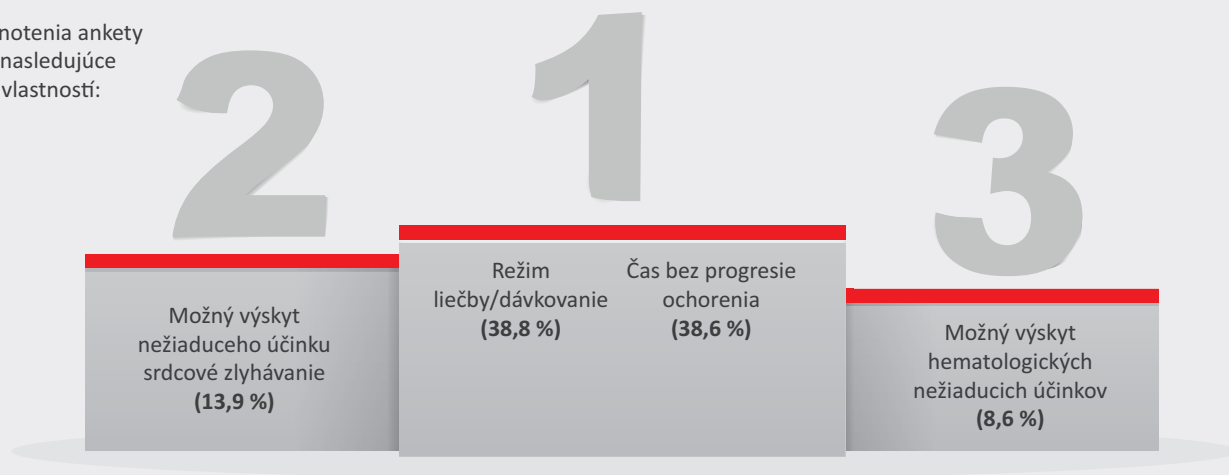 notenia ankety
nasledujúce
vlastností:
2
1
3
Možný výskyt
nežiaduceho účinku
srdcové zlyhávanie
(13,9 %)
Režim
liečby/dávkovanie
(38,8 %)
Čas bez progresie
ochorenia
(38,6 %)
Možný výskyt
hematologických
nežiaducich účinkov
(8,6 %)